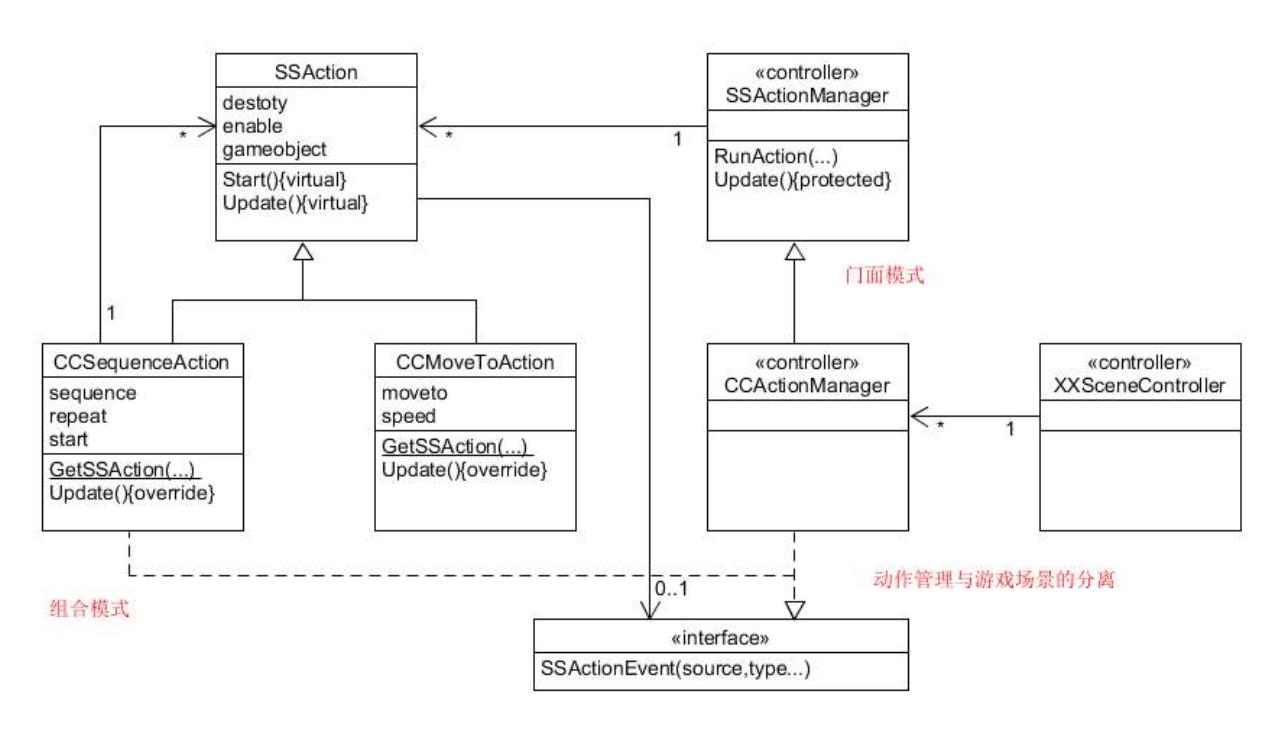 SSAction
destoty
enable
gameobject
Start(){virtual}
Update(){virtual}
«controller»
SSActionManager
RunAction(...)
Update(){protected}
*
*
1
门面模式
1
CCSequenceAction
sequence
repeat
start
GetSSAction(...)
Update(){override}
CCMoveToAction
moveto
speed
GetSSAction(...)
Update(){override}
«controller»
CCActionManager
«controller»
XXSceneController
*
1
组合模式
0..1
动作管理与游戏场景的分离
«interface»
SSActionEvent(source,type...)